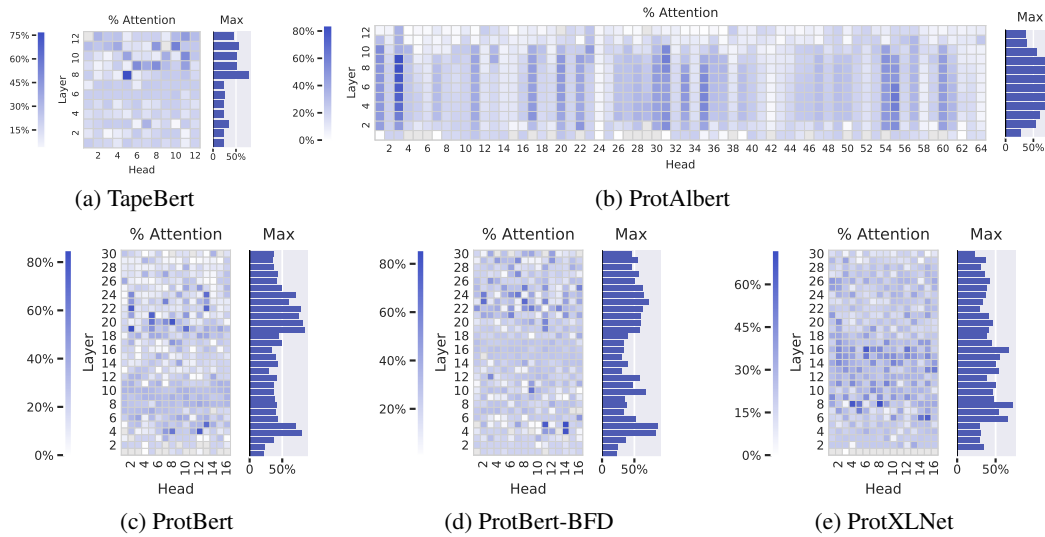 % Attention
Max
75%
60%
45%
30%
15%
Layer
12
10
8
6
4
2
2 4 6 8 10 12
Head
50%
0
(a) TapeBert
% Attention
Max
80%
60%
40%
20%
0%
Layer
12
10
8
6
4
2
2 4 6 8 10 12 14 16 18 20 22 24 26 28 30 32 34 36 38 40 42 44 46 48 50 52 54 56 58 60 62 64
Head
0 50%
(b) ProtAlbert
% Attention
Max
80%
60%
40%
20%
0%
Layer
30
28
26
24
22
20
18
16
14
12
10
8
6
4
2
2 4 6 8 10 12 14 16
Head
0 50%
(c) ProtBert
% Attention
Max
80%
60%
40%
20%
Layer
30
28
26
24
22
20
18
16
14
12
10
8
6
4
2
2 4 6 8 10 12 14 16
Head
0 50%
(d) ProtBert-BFD
% Attention
Max
60%
45%
30%
15%
0%
Layer
30
28
26
24
22
20
18
16
14
12
10
8
6
4
2
2 4 6 8 10 12 14 16
Head
0 50%
(e) ProtXLNet